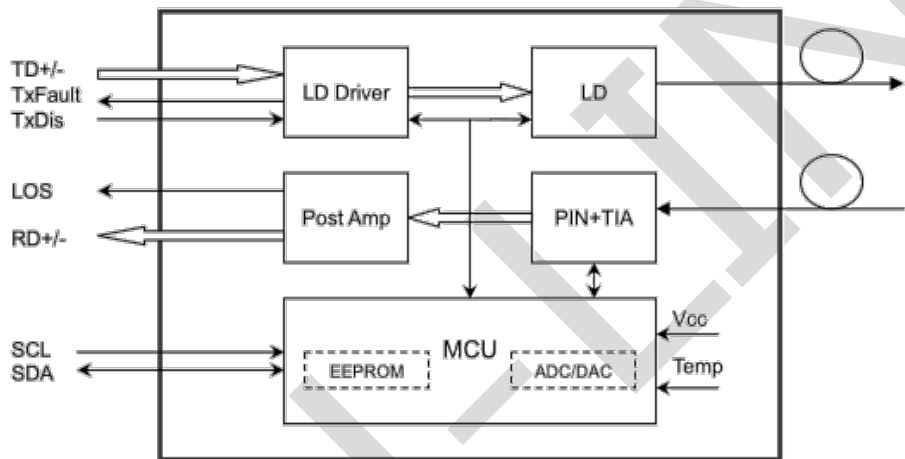 TD+/-
TxFault
TxDis
LD Driver
LD
LOS
RD+/-
Post Amp
PIN+TIA
SCL
SDA
MCU
EEPROM
ADC/DAC
Vcc
Temp